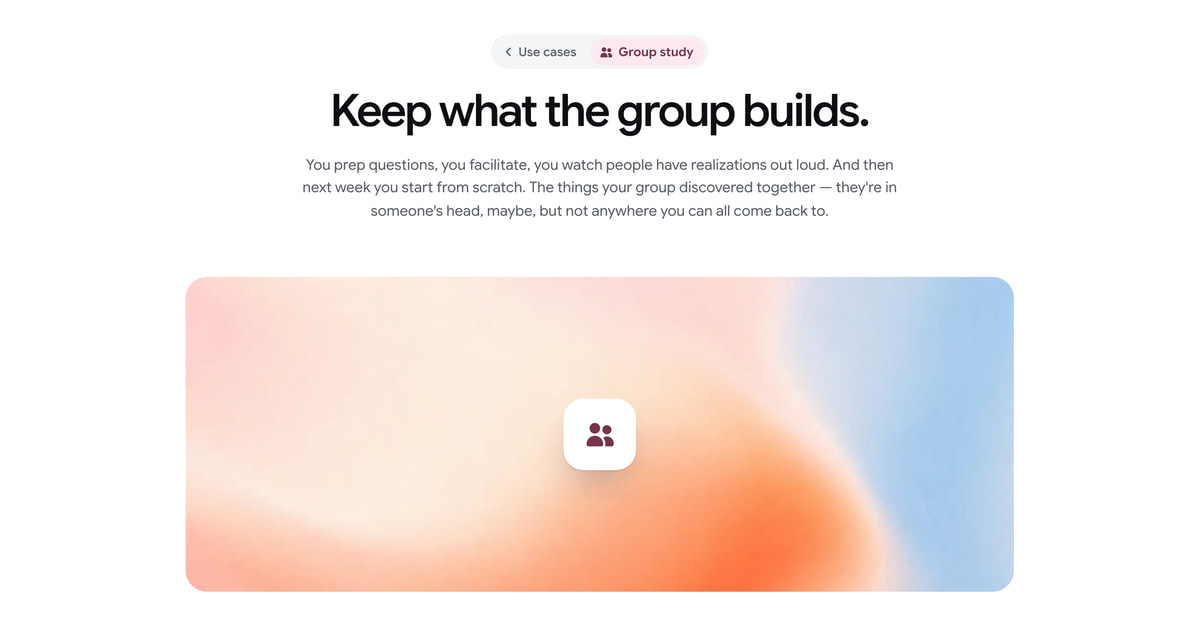 Use cases
Group study
Keep what the group builds.
You prep questions, you facilitate, you watch people have realizations out loud. And then
next week you start from scratch. The things your group discovered together — they're in
someone's head, maybe, but not anywhere you can all come back to.